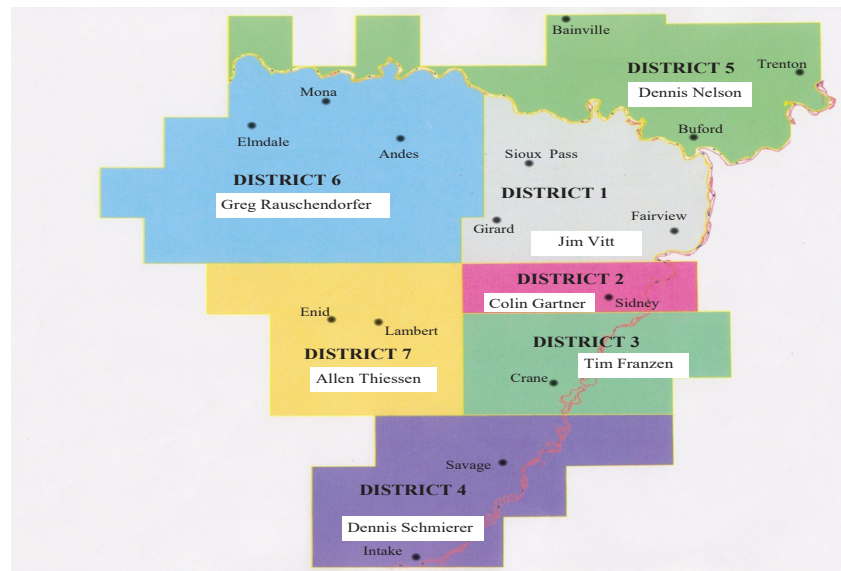 Bainville
DISTRICT 5
Trenton
Dennis Nelson
Mona
Buford
Elmdale
Andes
Sioux Pass
DISTRICT 6
DISTRICT 1
Greg Rauschendorfer
Fairview
Girard
Jim Vitt
DISTRICT 2
Colin Gartner
Sidney
Enid
Lambert
DISTRICT 3
DISTRICT 7
Tim Franzen
Allen Thiessen
Crane
Savage
DISTRICT 4
Dennis Schmierer
Intake